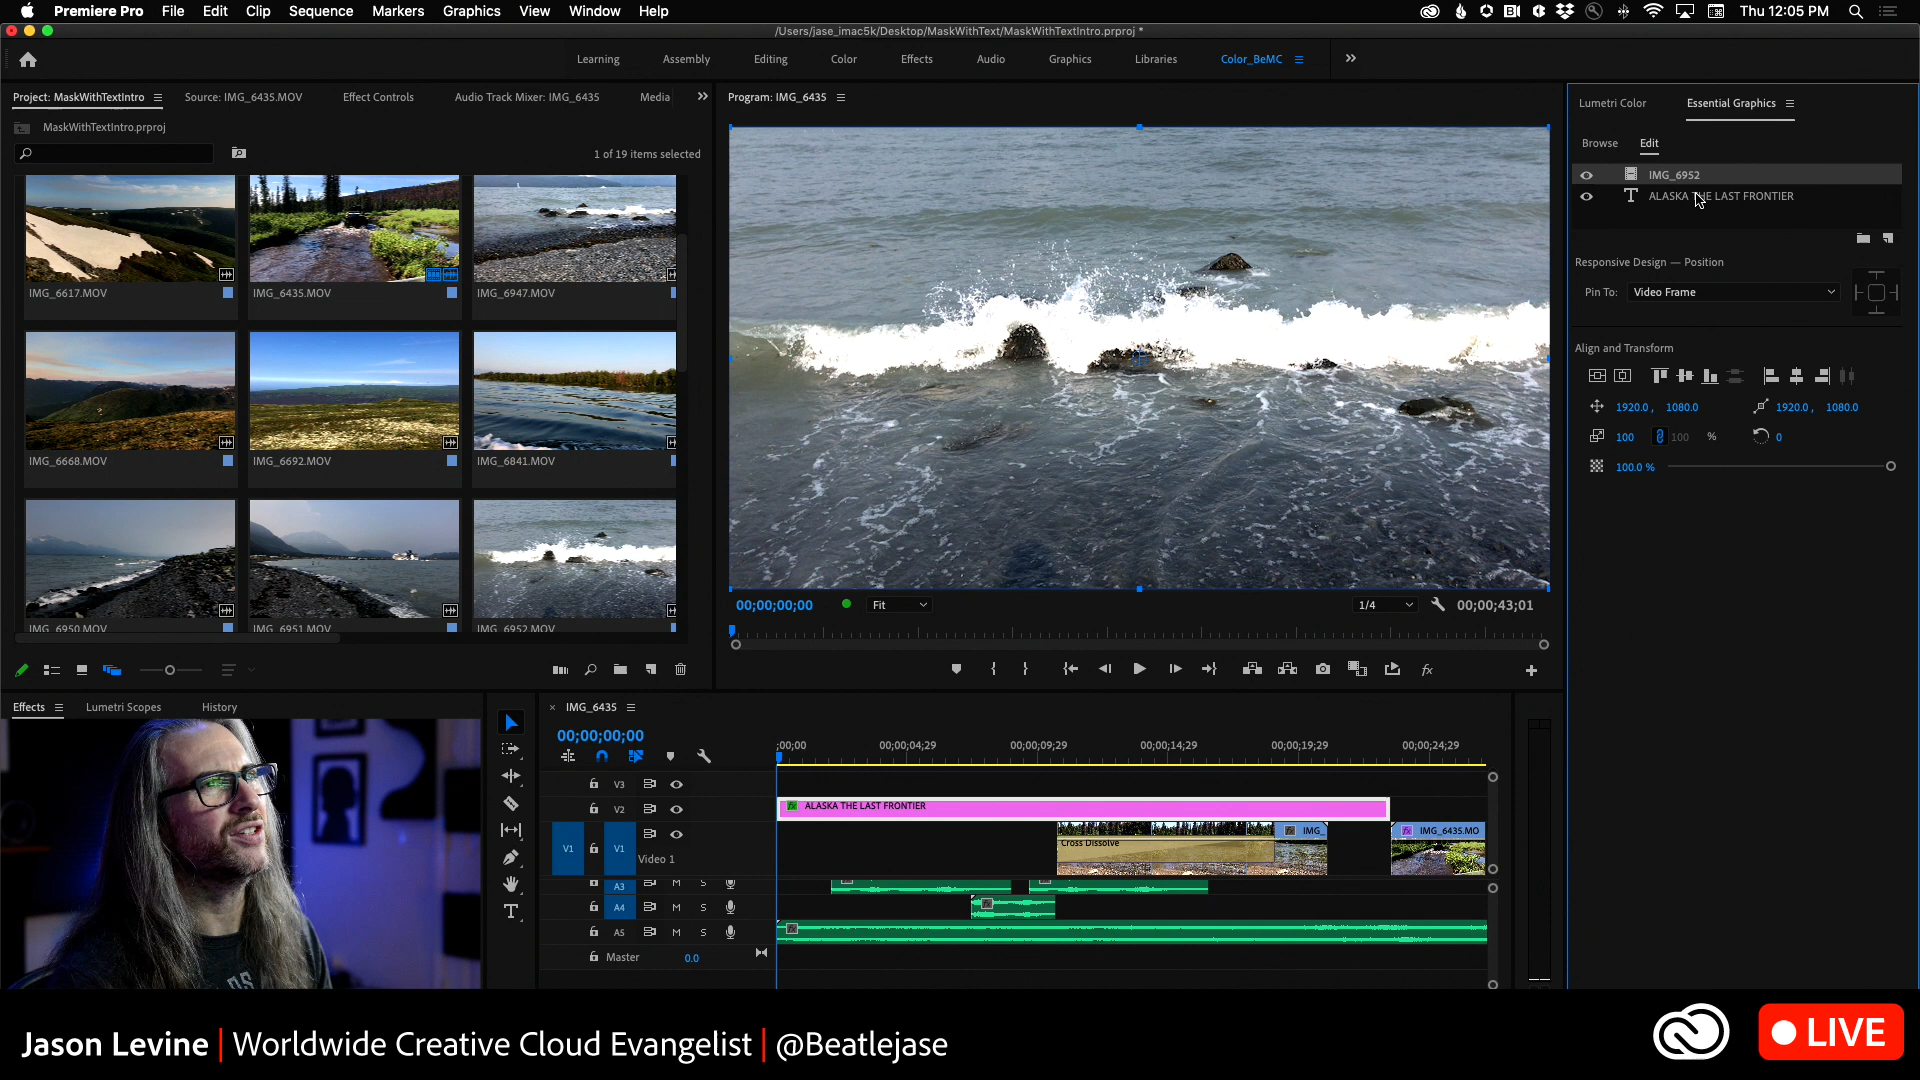 Premiere Pro File Edit Clip Sequence Markers Graphics View Window Help
Thu 12:05 PM
/Users/jase_imac5k/Desktop/MaskWithText/MaskWithTextIntro.prproj *
Learning Assembly Editing Color Effects Audio Graphics Libraries Color_BeMC
Project: MaskWithTextIntro Source: IMG_6435.MOV Effect Controls Audio Track Mixer: IMG_6435 Media
MaskWithTextIntro.prproj
1 of 19 items selected
IMG_6617.MOV IMG_6435.MOV IMG_6947.MOV
IMG_6668.MOV IMG_6692.MOV IMG_6841.MOV
IMG_6950.MOV IMG_6951.MOV IMG_6952.MOV
Program: IMG_6435
00;00;00;00 Fit 1/4 00;00;43;01
Lumetri Color Essential Graphics
Browse Edit
IMG_6952
ALASKA THE LAST FRONTIER
Responsive Design — Position
Pin To: Video Frame
Align and Transform
1920.0 , 1080.0 1920.0 , 1080.0
100 100 % 0
100.0 %
Effects Lumetri Scopes History
× IMG_6435
00;00;00;00
;00;00 00;00;04;29 00;00;09;29 00;00;14;29 00;00;19;29 00;00;24;29
V3
V2 fx ALASKA THE LAST FRONTIER
V1 V1 Video 1
IMG_ fx IMG_6435.MO
Cross Dissolve
A3 M S
A4 M S
A5 M S
Master 0.0
Jason Levine | Worldwide Creative Cloud Evangelist | @Beatlejase
LIVE